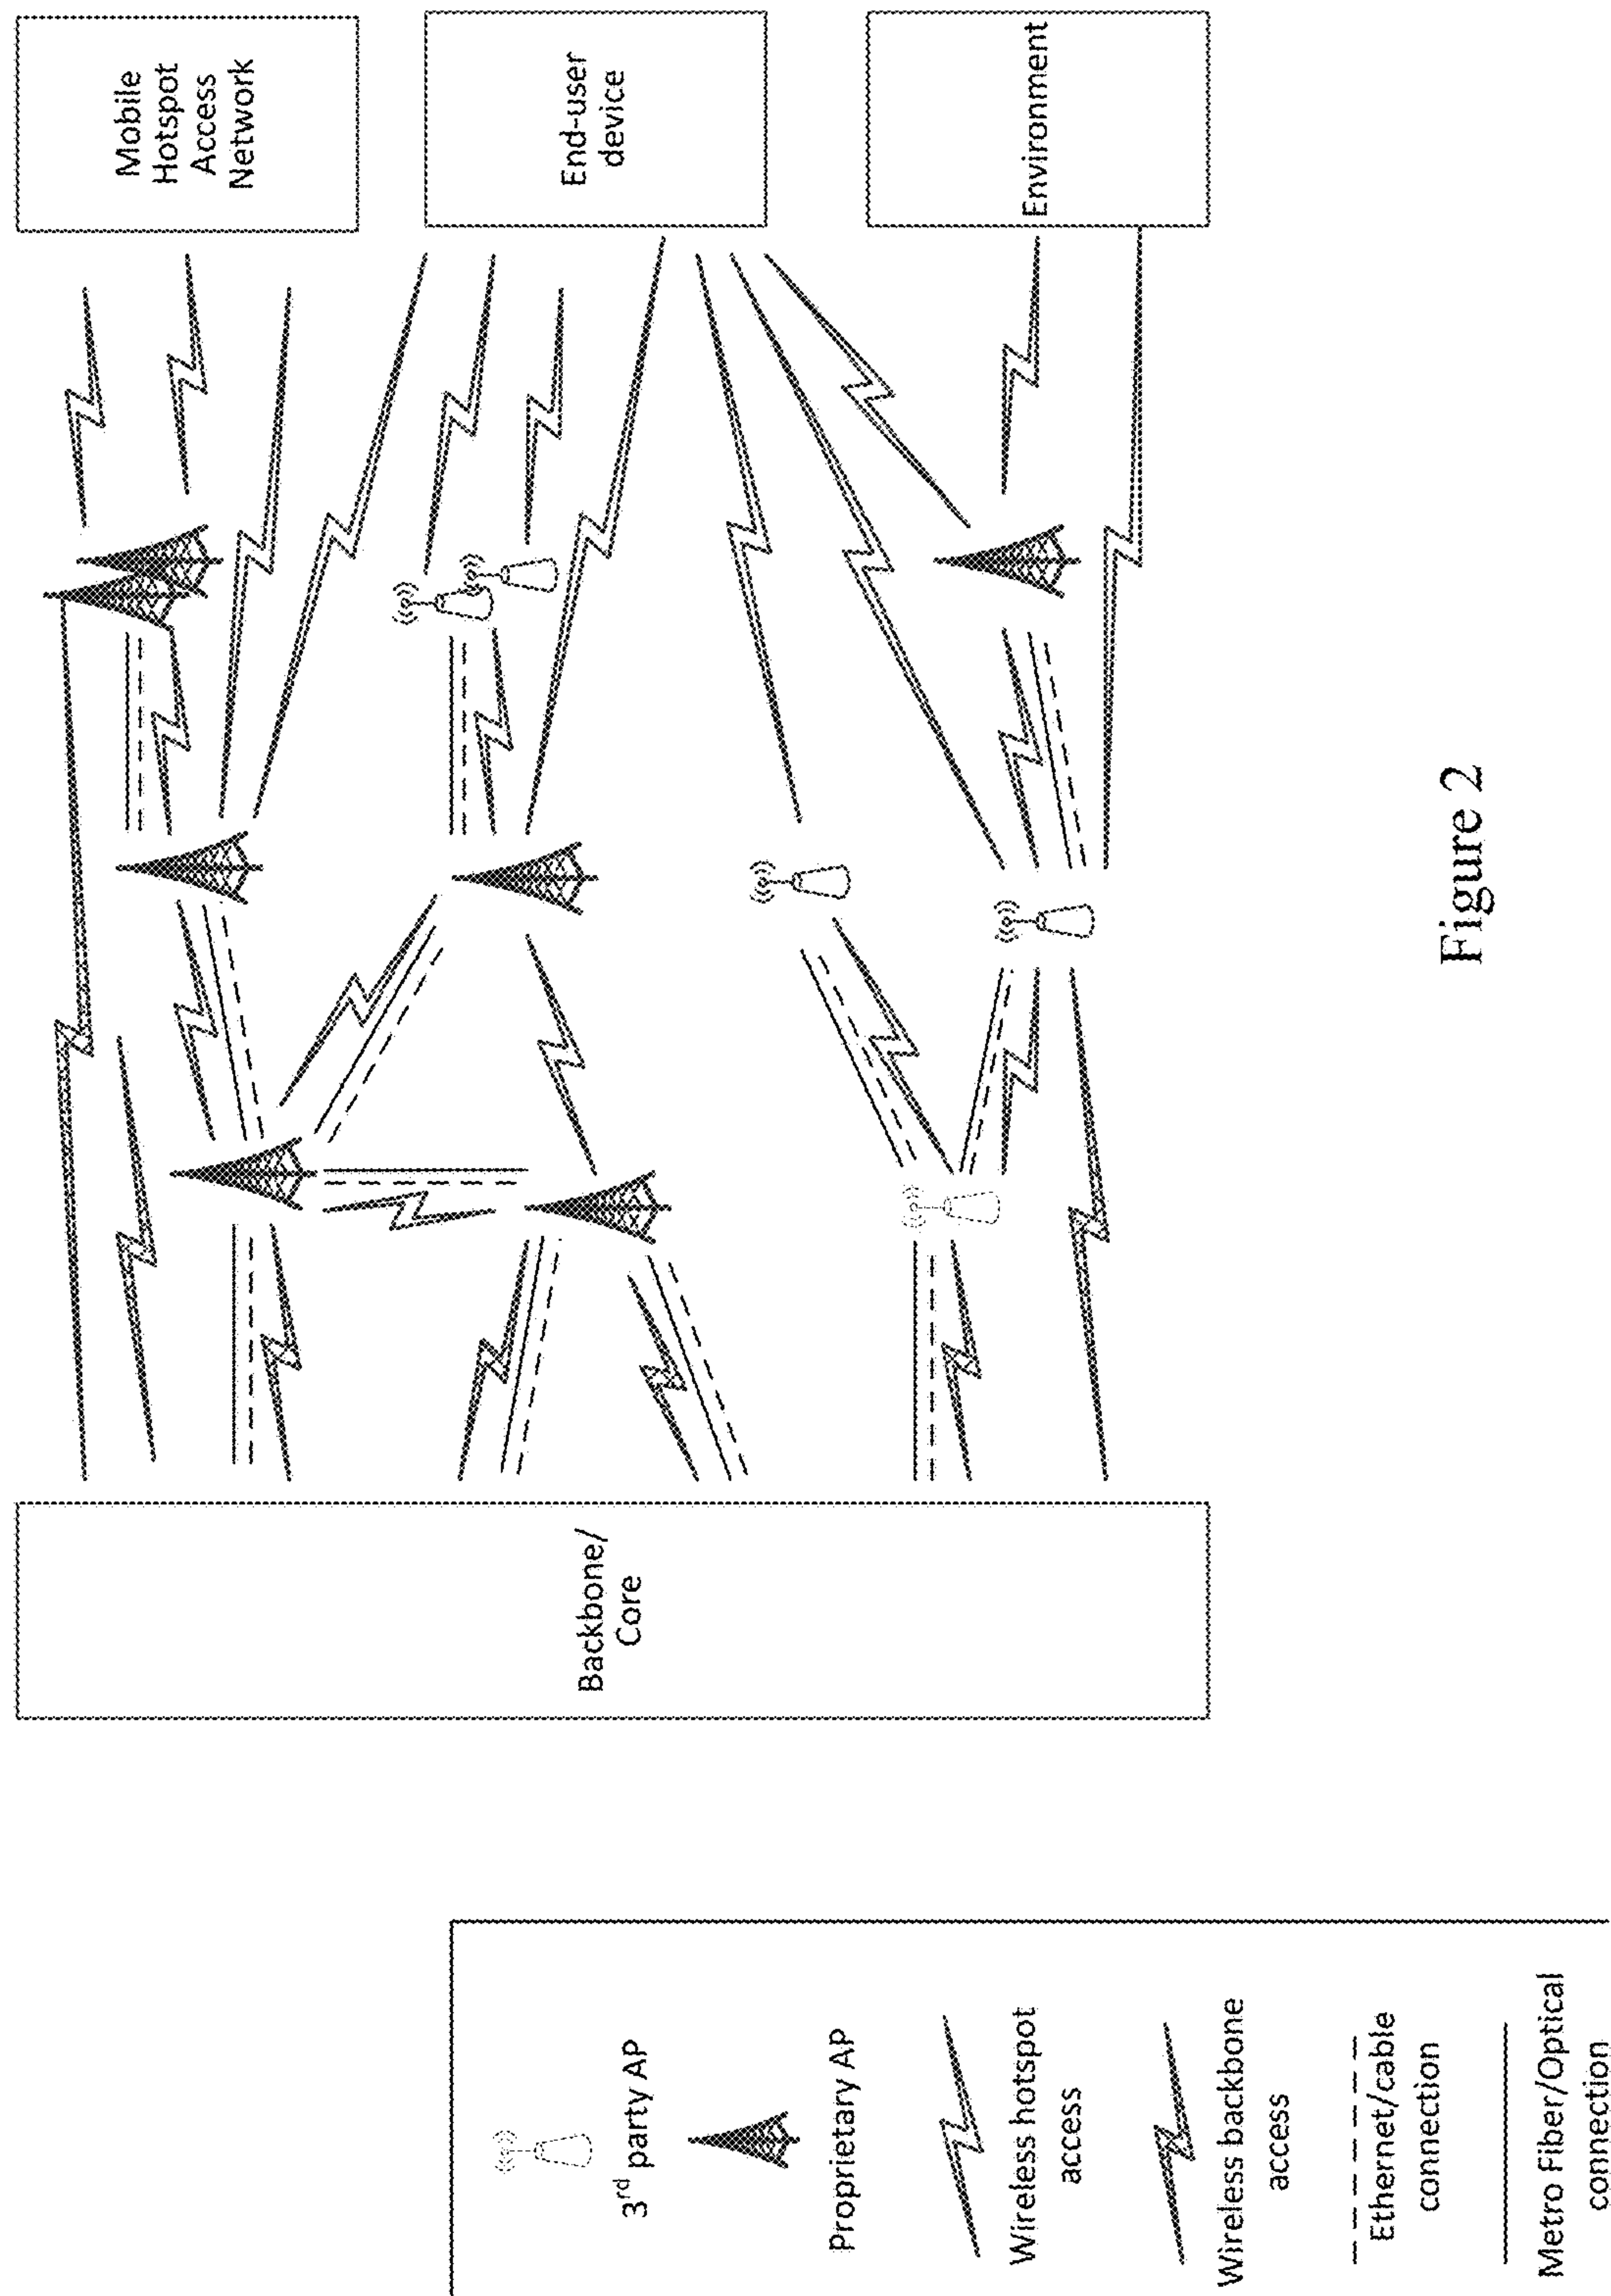 Mobile
Hotspot
Access
Network
End-user
device
Environment
Backbone/
Core
3rd party AP
Proprietary AP
Wireless hotspot
access
Wireless backbone
access
Ethernet/cable
connection
Metro Fiber/Optical
connection
Figure 2